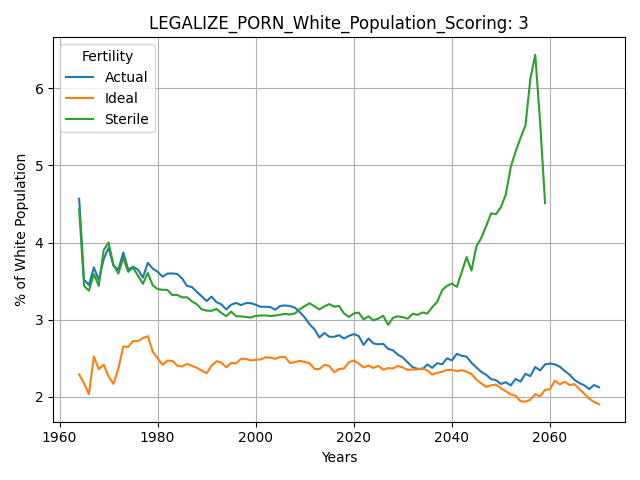 LEGALIZE_PORN_White_Population_Scoring: 3
Fertility
Actual
Ideal
Sterile
% of White Population
6
5
4
3
2
1960
1980
2000
2020
2040
2060
Years